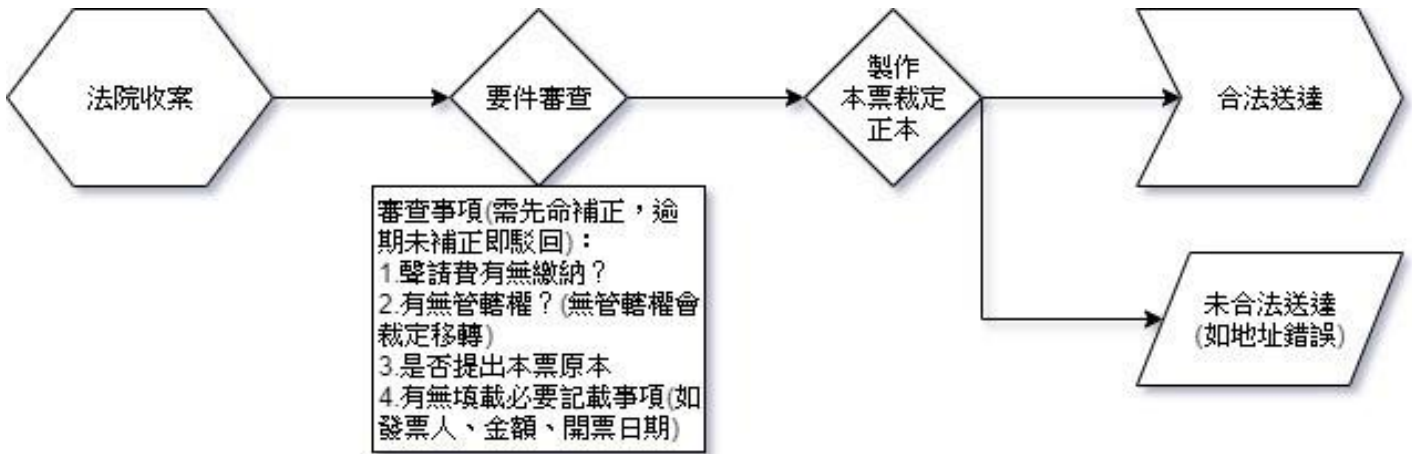 法院收案
要件審查
製作
本票裁定
正本
合法送達
審查事項(需先命補正，逾
期未補正即駁回)：
1.聲請費有無繳納？
2.有無管轄權？(無管轄權會
裁定移轉)
3.是否提出本票原本
4.有無填載必要記載事項(如
發票人、金額、開票日期)
未合法送達
(如地址錯誤)